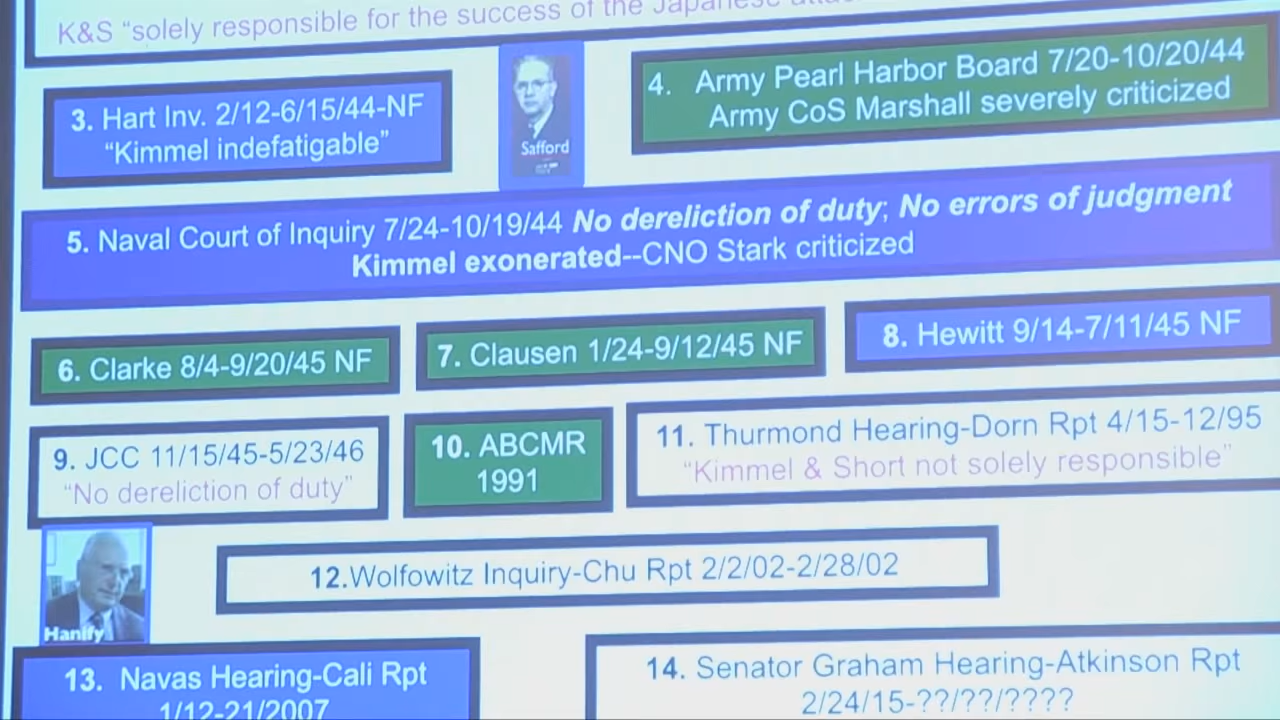 K&S "solely responsible for the success of the Japanese
3. Hart Inv. 2/12-6/15/44-NF
"Kimmel indefatigable"
Safford
4. Army Pearl Harbor Board 7/20-10/20/44
Army CoS Marshall severely criticized
5. Naval Court of Inquiry 7/24-10/19/44 No dereliction of duty; No errors of judgment
Kimmel exonerated--CNO Stark criticized
6. Clarke 8/4-9/20/45 NF
7. Clausen 1/24-9/12/45 NF
8. Hewitt 9/14-7/11/45 NF
9. JCC 11/15/45-5/23/46
"No dereliction of duty"
10. ABCMR
1991
11. Thurmond Hearing-Dorn Rpt 4/15-12/95
"Kimmel & Short not solely responsible"
Hanify
12.Wolfowitz Inquiry-Chu Rpt 2/2/02-2/28/02
13. Navas Hearing-Cali Rpt
1/12-21/2007
14. Senator Graham Hearing-Atkinson Rpt
2/24/15-??/??/????